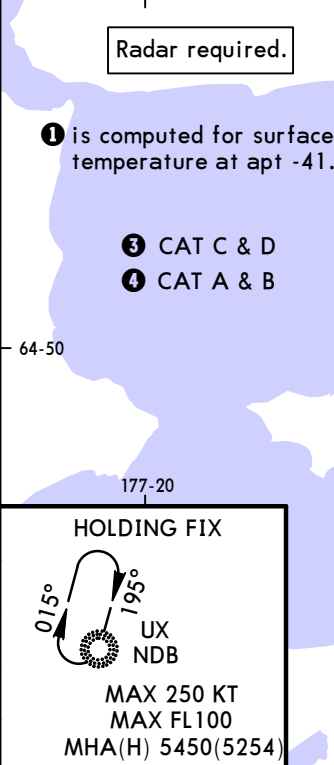 Radar required.
❶ is computed for surface
temperature at apt -41.
❸ CAT C & D
❹ CAT A & B
64-50
177-20
HOLDING FIX
015°
195°
UX
NDB
MAX 250 KT
MAX FL100
MHA(H) 5450(5254)